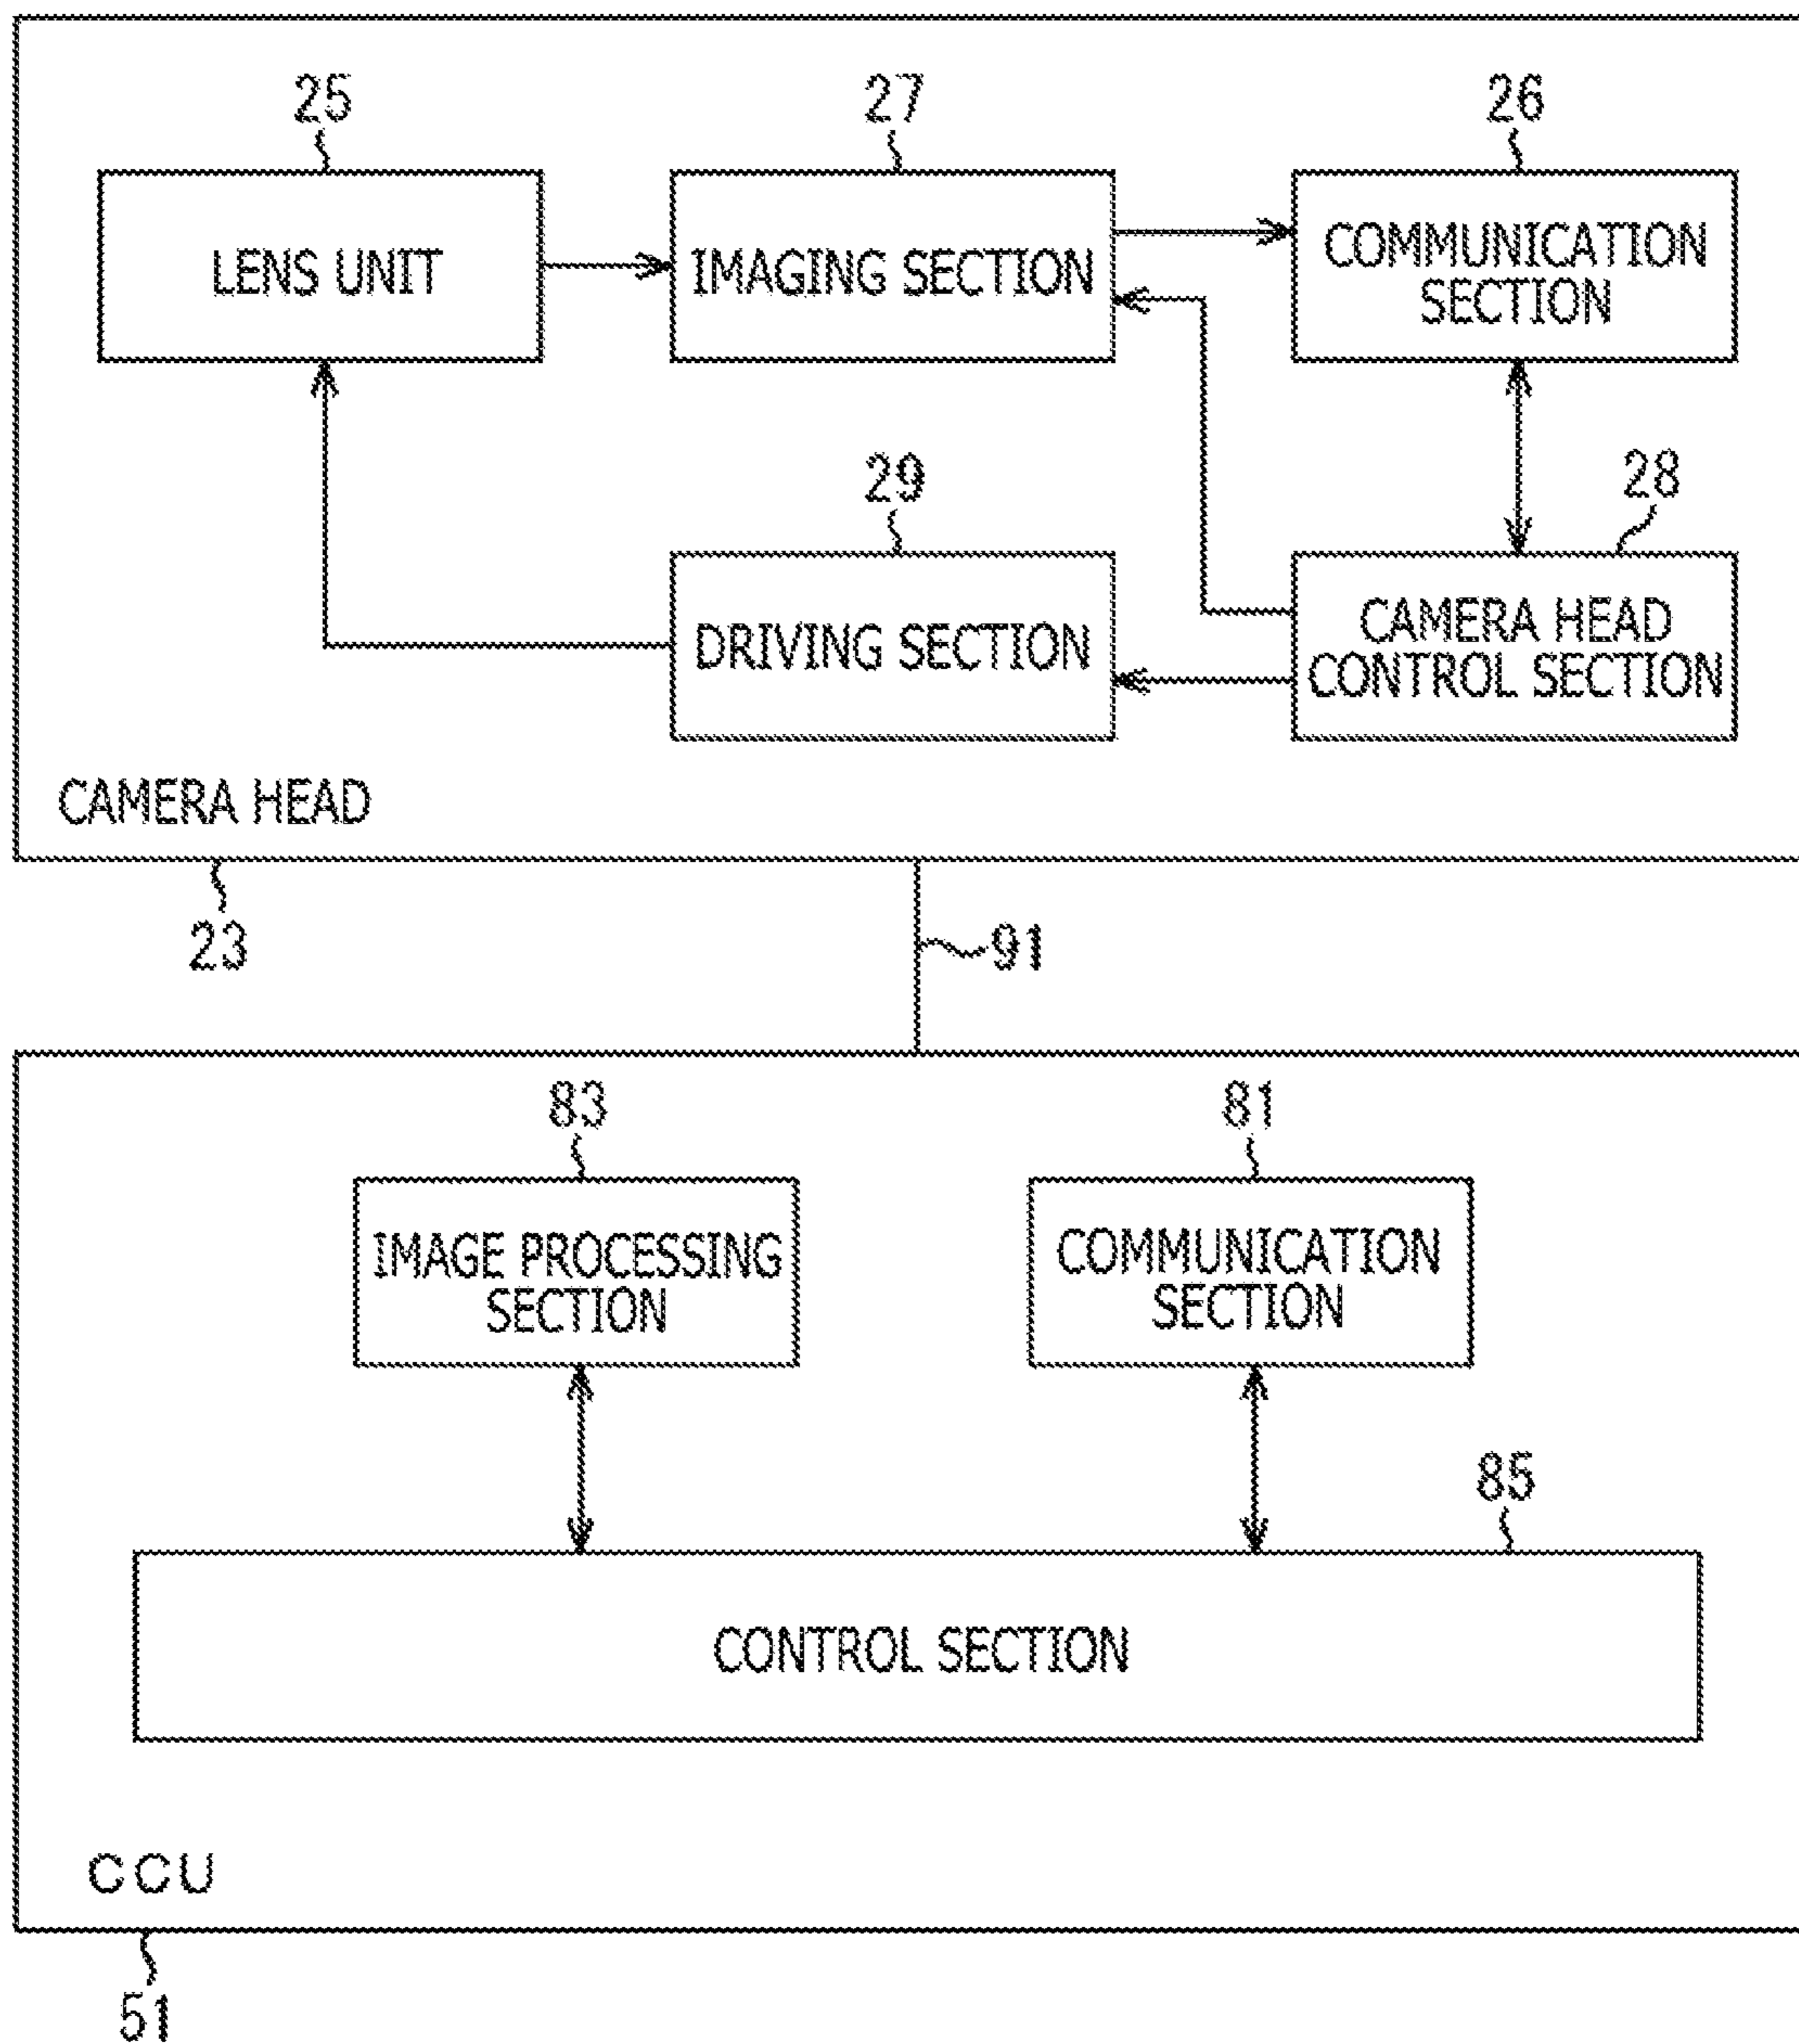 25
27
26
LENS UNIT
IMAGING SECTION
COMMUNICATION
SECTION
29
28
DRIVING SECTION
CAMERA HEAD
CONTROL SECTION
CAMERA HEAD
23
91
83
81
IMAGE PROCESSING
SECTION
COMMUNICATION
SECTION
85
CONTROL SECTION
CCU
51